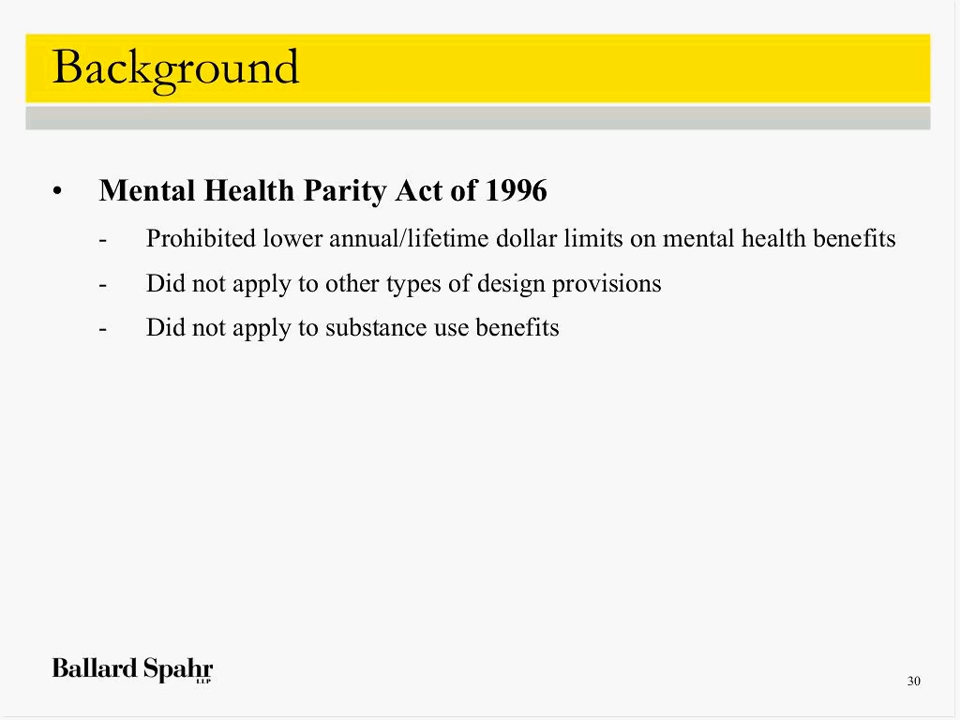 Background
• Mental Health Parity Act of 1996
- Prohibited lower annual/lifetime dollar limits on mental health benefits
- Did not apply to other types of design provisions
- Did not apply to substance use benefits
Ballard Spahr
LLP
30